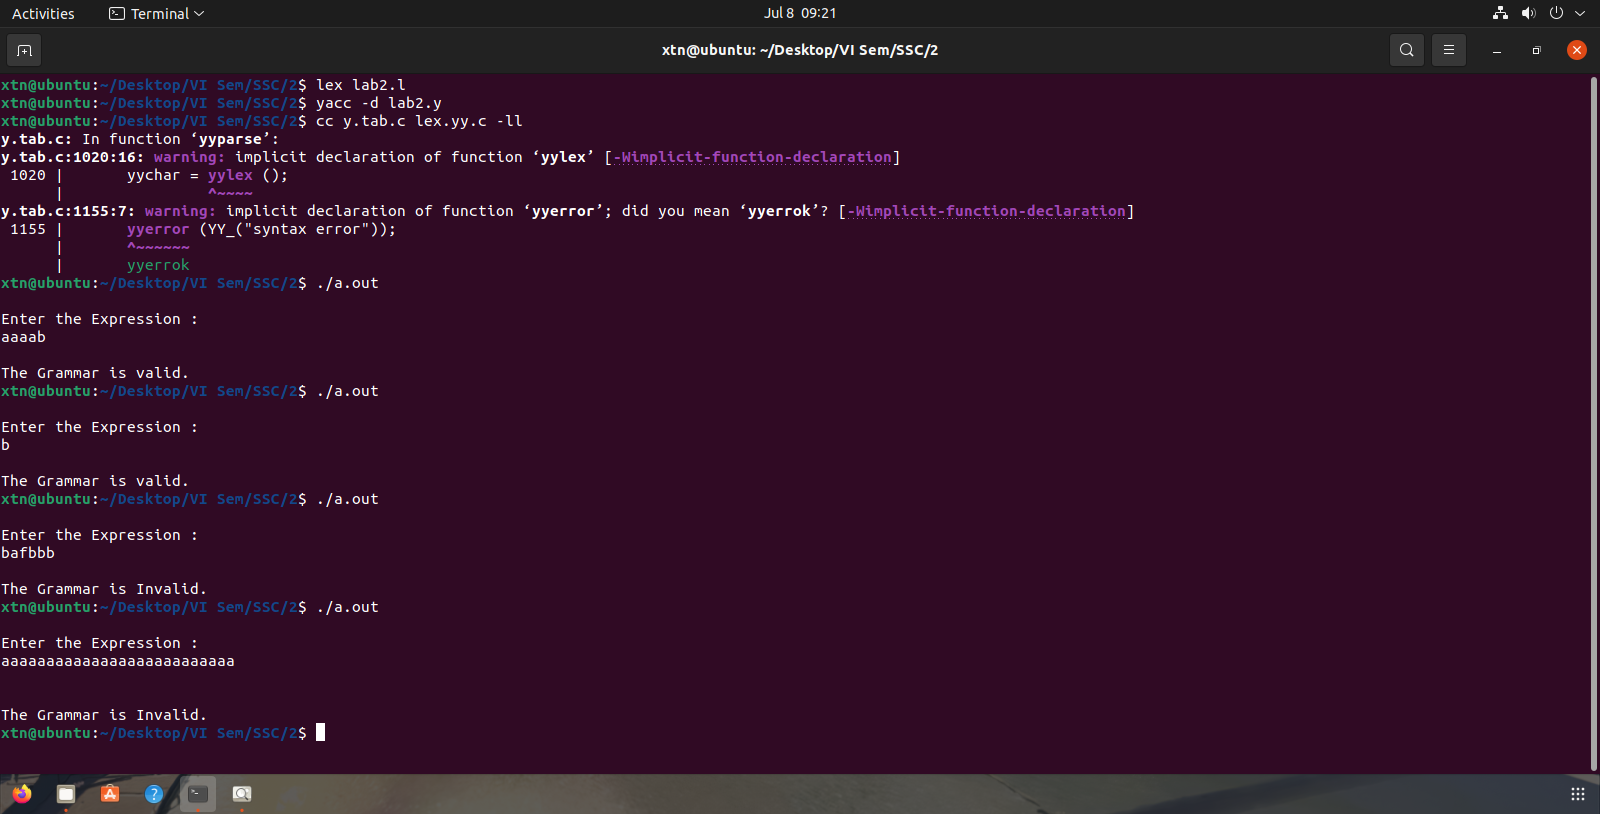 Activities
Terminal
Jul 8 09:21
xtn@ubuntu: ~/Desktop/VI Sem/SSC/2
xtn@ubuntu:~/Desktop/VI Sem/SSC/2$ lex lab2.l
xtn@ubuntu:~/Desktop/VI Sem/SSC/2$ yacc -d lab2.y
xtn@ubuntu:~/Desktop/VI Sem/SSC/2$ cc y.tab.c lex.yy.c -ll
y.tab.c: In function ‘yyparse’:
y.tab.c:1020:16: warning: implicit declaration of function ‘yylex’ [-Wimplicit-function-declaration]
 1020 |       yychar = yylex ();
      |                ^~~~~
y.tab.c:1155:7: warning: implicit declaration of function ‘yyerror’; did you mean ‘yyerrok’? [-Wimplicit-function-declaration]
 1155 |       yyerror (YY_("syntax error"));
      |       ^~~~~~~
      |       yyerrok
xtn@ubuntu:~/Desktop/VI Sem/SSC/2$ ./a.out
Enter the Expression :
aaaab
The Grammar is valid.
xtn@ubuntu:~/Desktop/VI Sem/SSC/2$ ./a.out
Enter the Expression :
b
The Grammar is valid.
xtn@ubuntu:~/Desktop/VI Sem/SSC/2$ ./a.out
Enter the Expression :
bafbbb
The Grammar is Invalid.
xtn@ubuntu:~/Desktop/VI Sem/SSC/2$ ./a.out
Enter the Expression :
aaaaaaaaaaaaaaaaaaaaaaaaaa
The Grammar is Invalid.
xtn@ubuntu:~/Desktop/VI Sem/SSC/2$